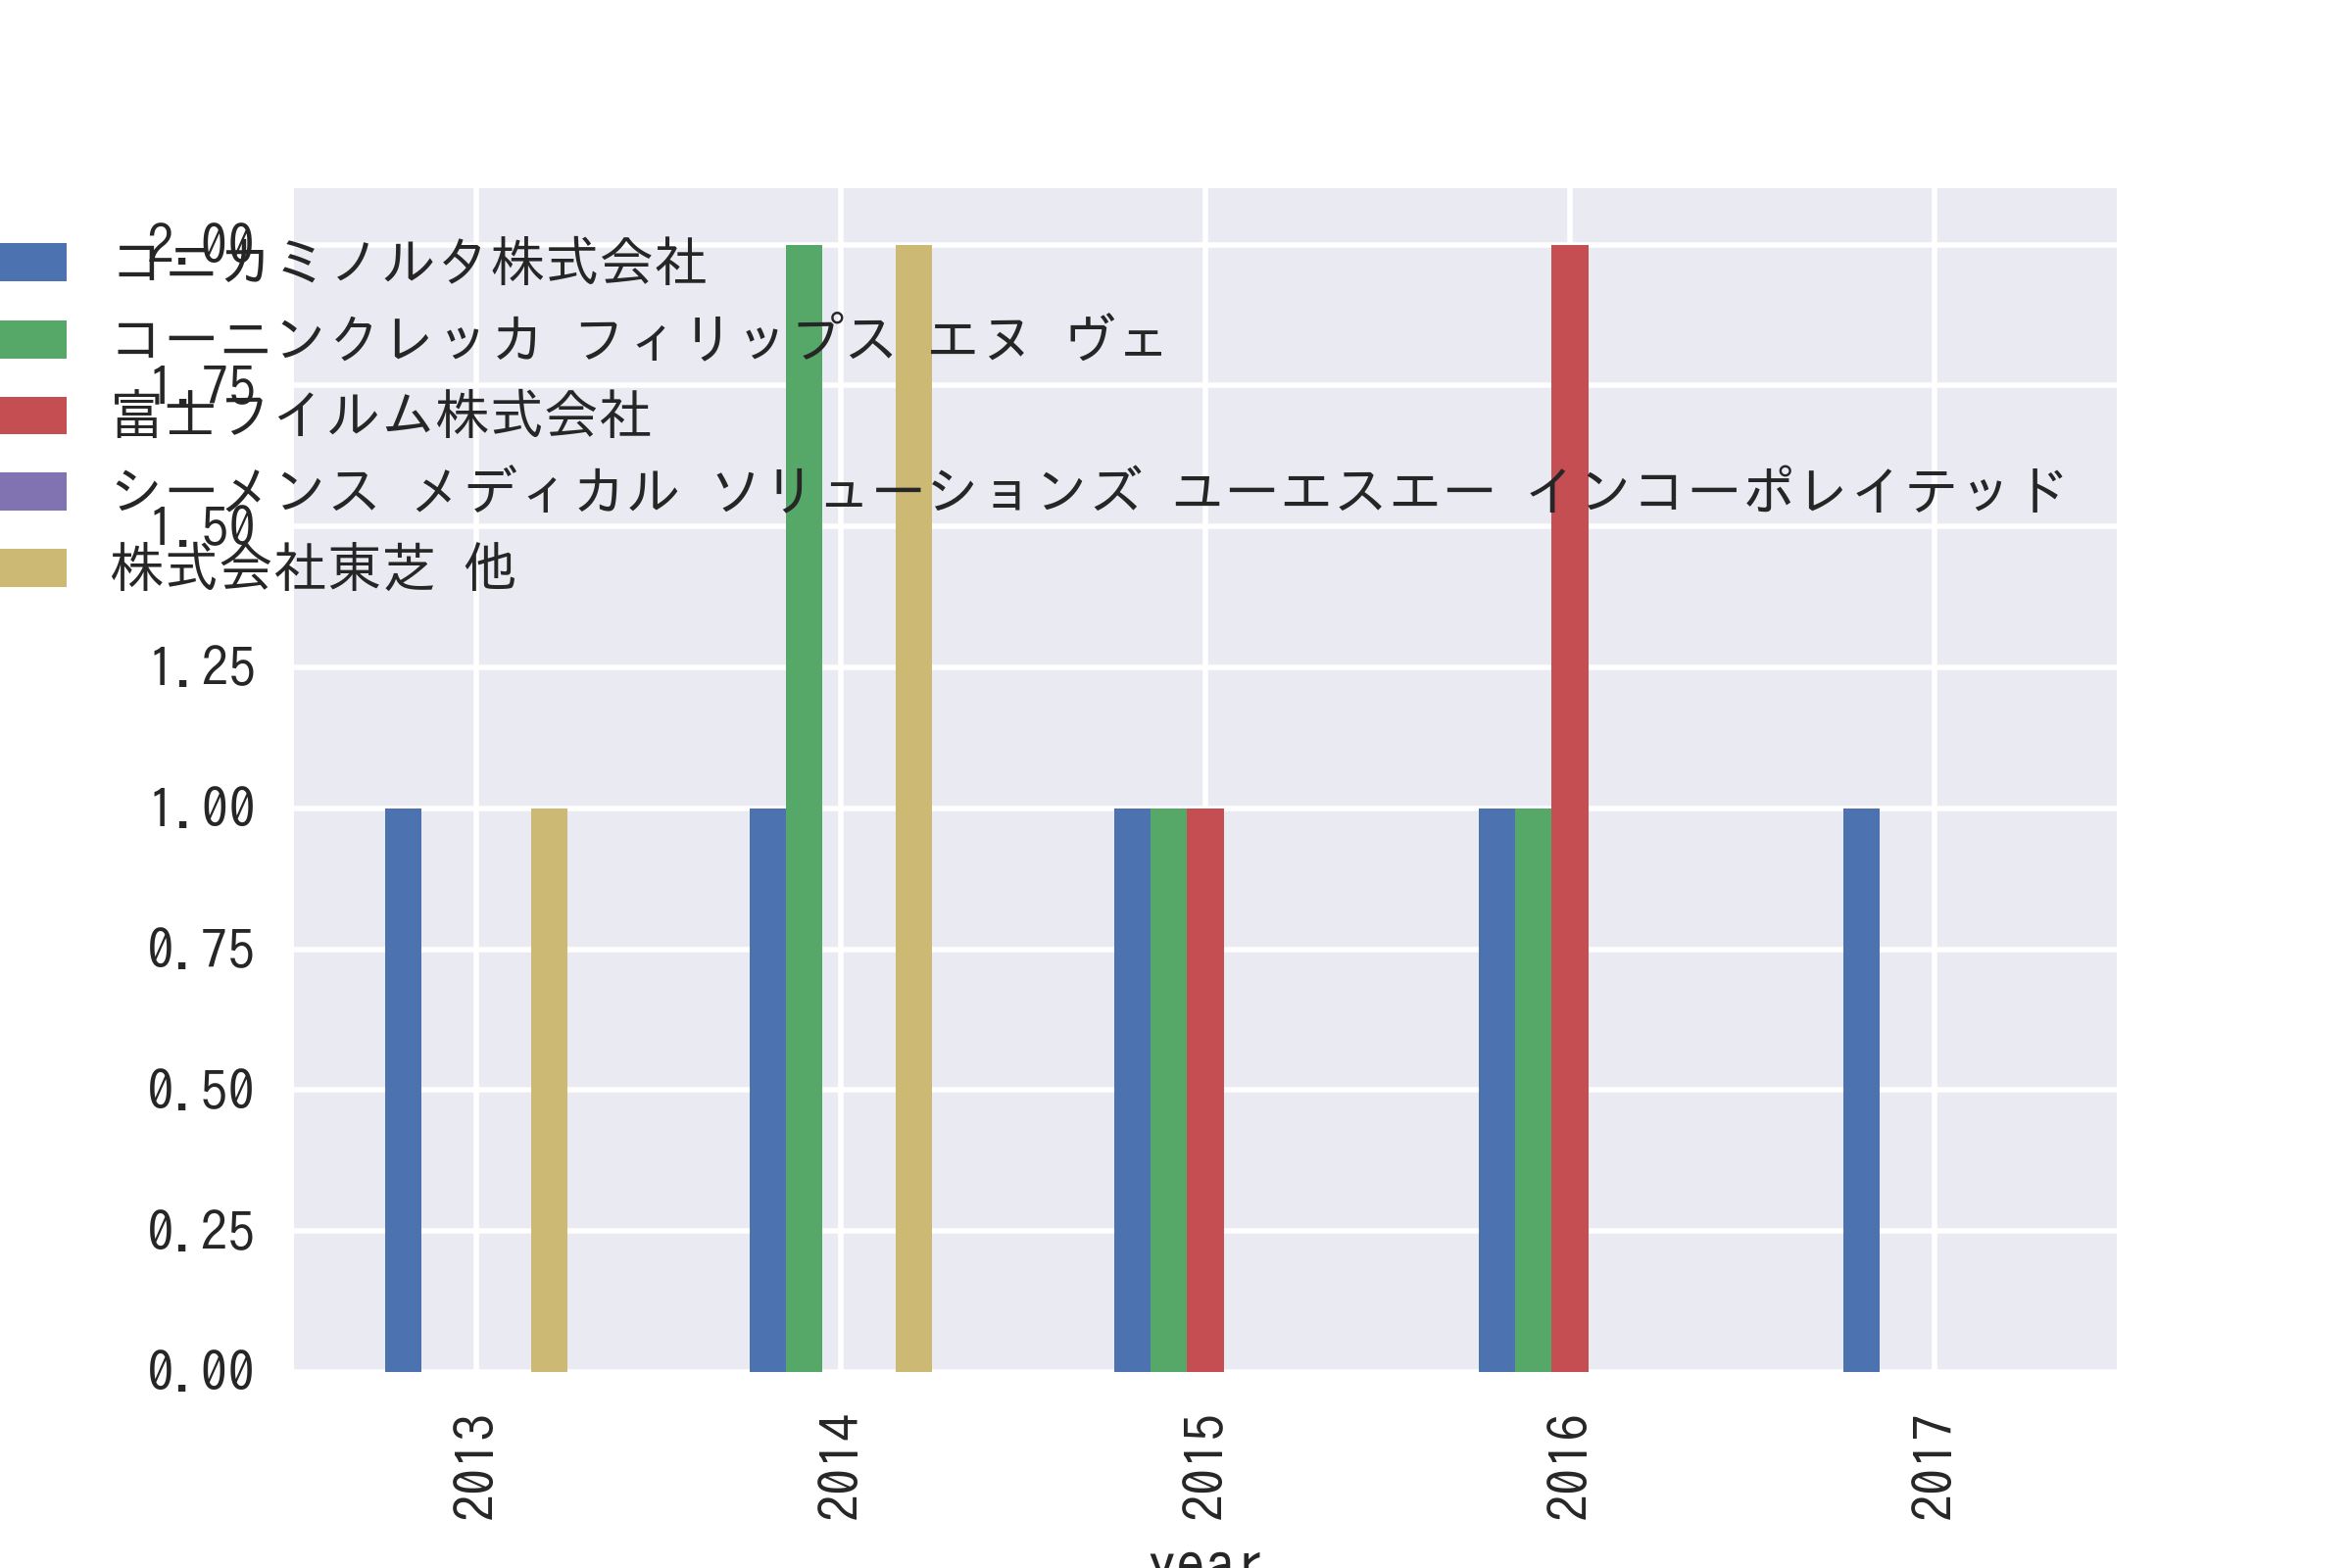 2.00
コニカミノルタ株式会社
コーニンクレッカ フィリップス エヌ ヴェ
1.75
富士フイルム株式会社
シーメンス メディカル ソリューションズ ユーエスエー インコーポレイテッド
1.50
株式会社東芝 他
1.25
1.00
0.75
0.50
0.25
0.00
2013
2014
2015
2016
2017
year